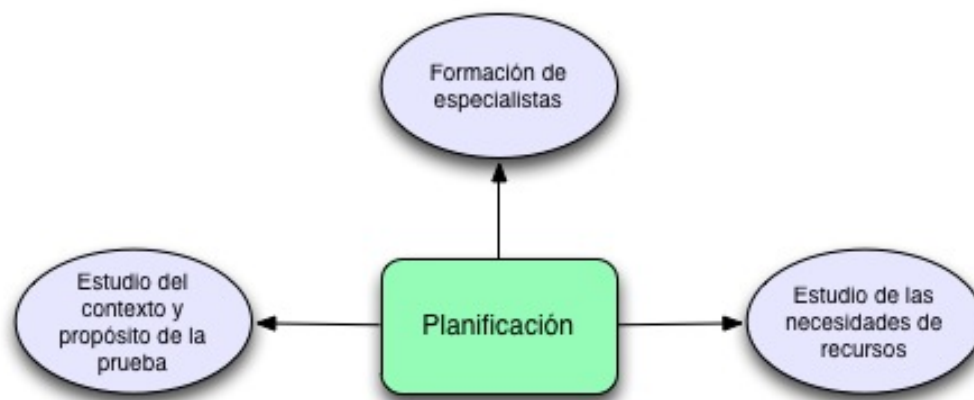 Formación de
especialistas
Estudio del
contexto y
propósito de la
prueba
Planificación
Estudio de las
necesidades de
recursos